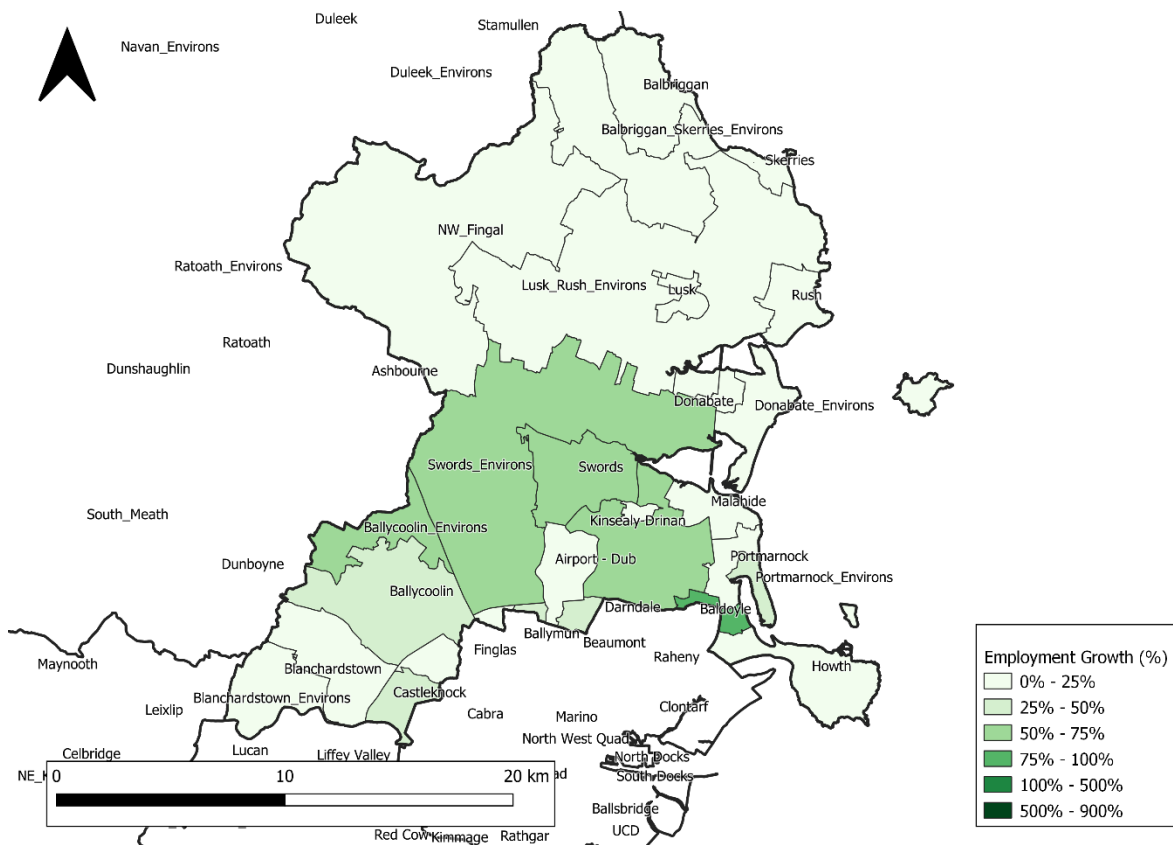 Duleek
Stamullen
Navan_Environs
Duleek_Environs
Balbriggan
Balbriggan_Skerries_Environs
Skerries
NW_Fingal
Ratoath_Environs
Lusk_Rush_Environs
Lusk
Rush
Ratoath
Dunshaughlin
Ashbourne
Donabate
Donabate_Environs
Swords_Environs
Swords
Malahide
South_Meath
Ballycoolin_Environs
Kinsealy-Drinan
Dunboyne
Airport - Dub
Portmarnock
Portmarnock_Environs
Ballycoolin
Darndale
Baldoyle
Ballymun
Beaumont
Finglas
Raheny
Maynooth
Blanchardstown
Howth
Blanchardstown_Environs
Castleknock
Leixlip
Cabra
Marino
Clontarf
North West Quad
Celbridge
Lucan
Liffey Valley
North Docks
South Docks
0 10 20 km
Ballsbridge
UCD
Red Cow
Kimmage
Rathgar
Employment Growth (%)
0% - 25%
25% - 50%
50% - 75%
75% - 100%
100% - 500%
500% - 900%